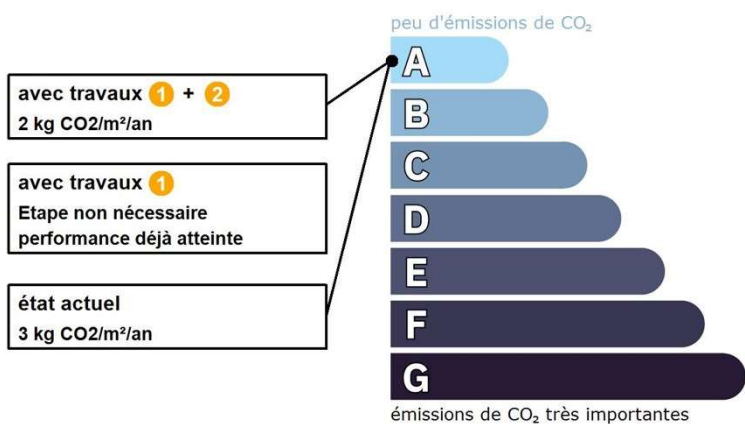 peu d'émissions de CO₂
A
avec travaux 1 + 2
2 kg CO2/m²/an
B
C
avec travaux 1
Etape non nécessaire
performance déjà atteinte
D
E
état actuel
3 kg CO2/m²/an
F
G
émissions de CO₂ très importantes